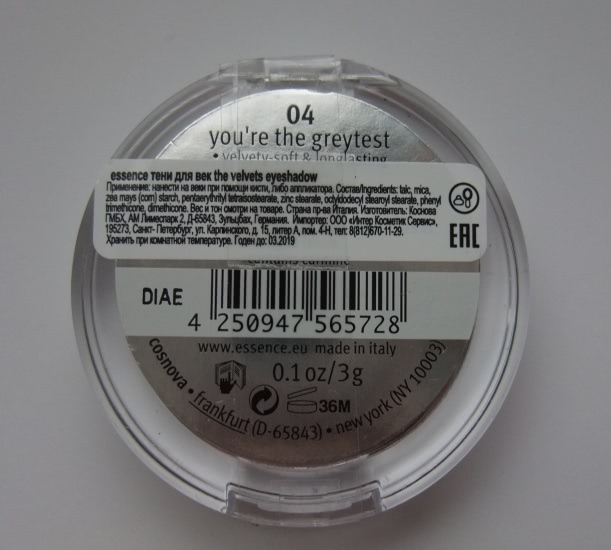 04
you're the greytest
• velvety-soft & longlasting
essence тени для век the velvets eyeshadow
Применение: нанести на веки при помощи кисти, либо аппликатора. Состав/Ingredients: talc, mica,
zea mays (corn) starch, pentaerythrityl tetraisostearate, zinc stearate, octyldodecyl stearoyl stearate, phenyl
trimethicone, dimethicone. Вес и тон смотри на товаре. Страна пр-ва Италия. Изготовитель: Коснова
ГМБХ, АМ Лимеспарк 2, Д-65843, Зульцбах, Германия. Импортер: ООО «Интер Косметик Сервис»,
195273, Санкт- Петербург, ул. Карпинского, д. 15, литер А, пом. 4-Н, тел: 8(812)670-11-29.
Хранить при комнатной температуре. Годен до: 03.2019
EAC
contains carmine
DIAE
4 250947 565728
www.essence.eu made in italy
0.1 oz/3g
36M
cosnova • frankfurt (D-65843) • new york (NY 10003)